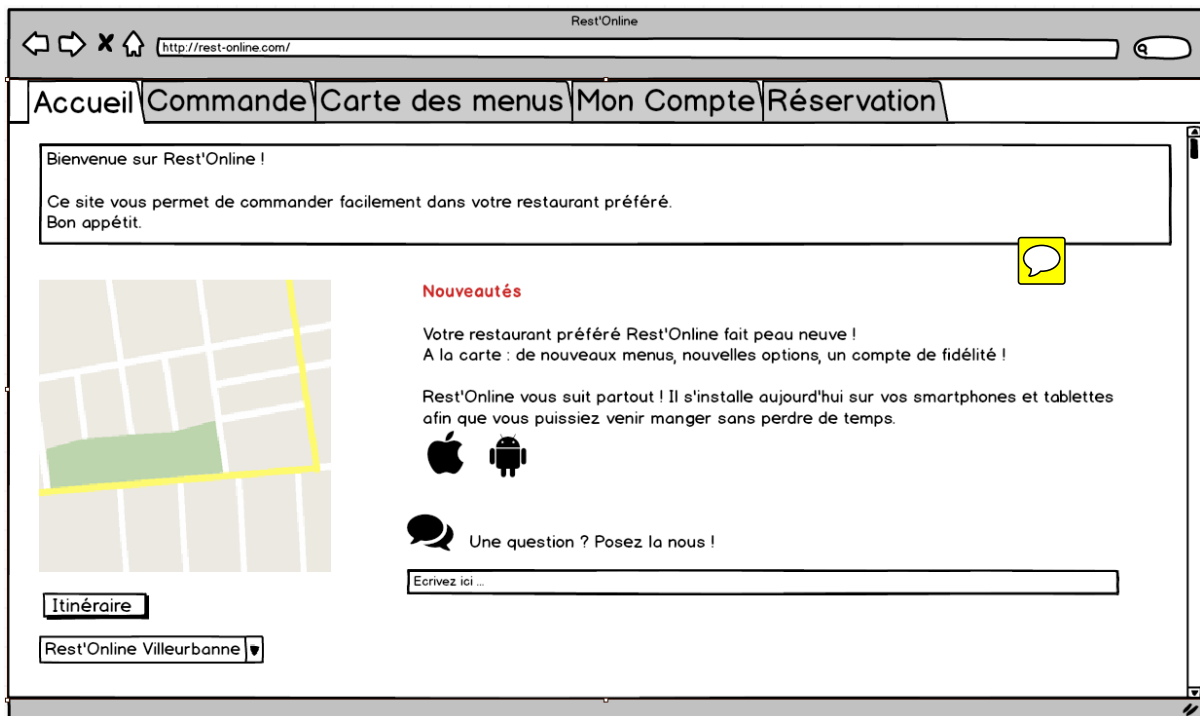 Rest'Online
http://rest-online.com/
Accueil
Commande
Carte des menus
Mon Compte
Réservation
Bienvenue sur Rest'Online !
Ce site vous permet de commander facilement dans votre restaurant préféré.
Bon appétit.
Nouveautés
Votre restaurant préféré Rest'Online fait peau neuve !
A la carte : de nouveaux menus, nouvelles options, un compte de fidélité !
Rest'Online vous suit partout ! Il s'installe aujourd'hui sur vos smartphones et tablettes
afin que vous puissiez venir manger sans perdre de temps.
Une question ? Posez la nous !
Ecrivez ici ...
Itinéraire
Rest'Online Villeurbanne